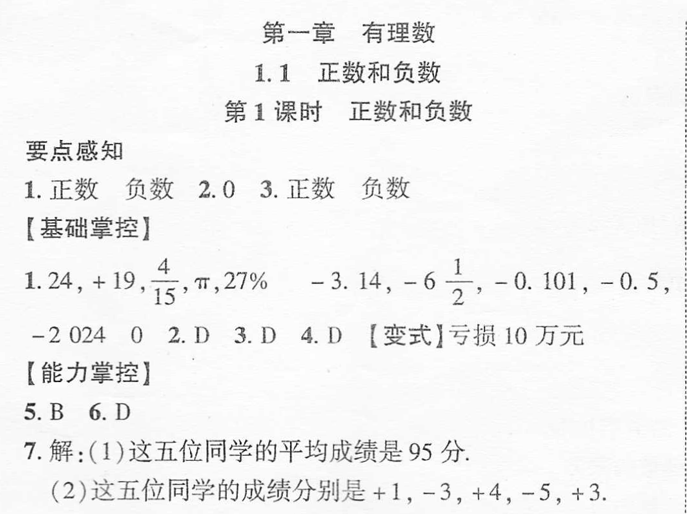 第一章 有理数
1.1 正数和负数
第1课时 正数和负数
要点感知
1. 正数 负数 2.0 3. 正数 负数
【基础掌控】
1. 24, +19, 4/15, π, 27% -3.14, -6 1/2, -0.101, -0.5,
-2 024 0 2. D 3. D 4. D 【变式】亏损 10 万元
【能力掌控】
5. B 6. D
7. 解:(1)这五位同学的平均成绩是 95 分.
(2)这五位同学的成绩分别是 +1, -3, +4, -5, +3.